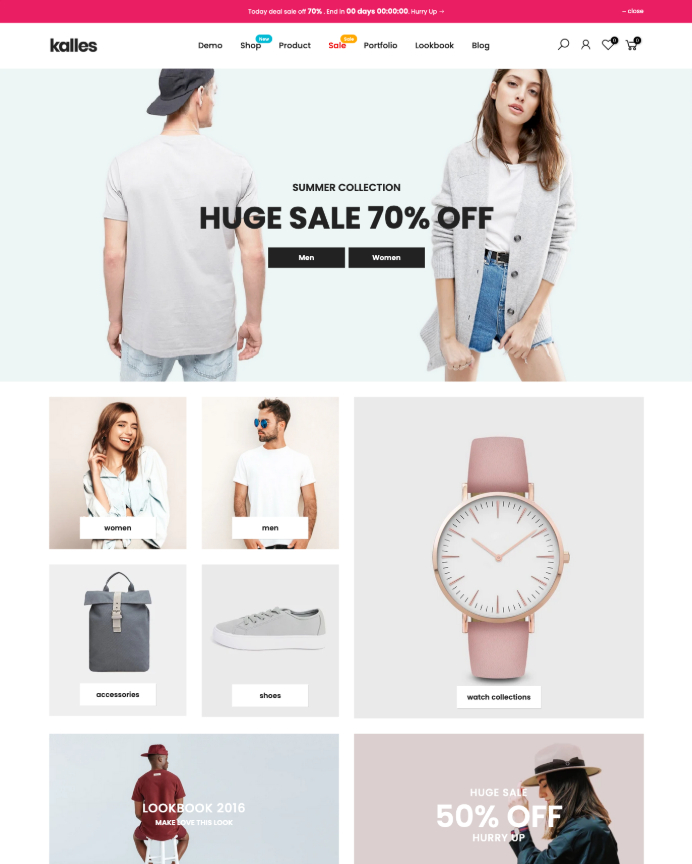 Today deal sale off 70% . End in 00 days 00:00:00. Hurry Up →
– close
kalles
Demo
Shop
New
Product
Sale
Sale
Portfolio
Lookbook
Blog
0
0
SUMMER COLLECTION
HUGE SALE 70% OFF
Men
Women
women
men
accessories
shoes
watch collections
LOOKBOOK 2016
MAKE LOVE THIS LOOK
HUGE SALE
50% OFF
HURRY UP